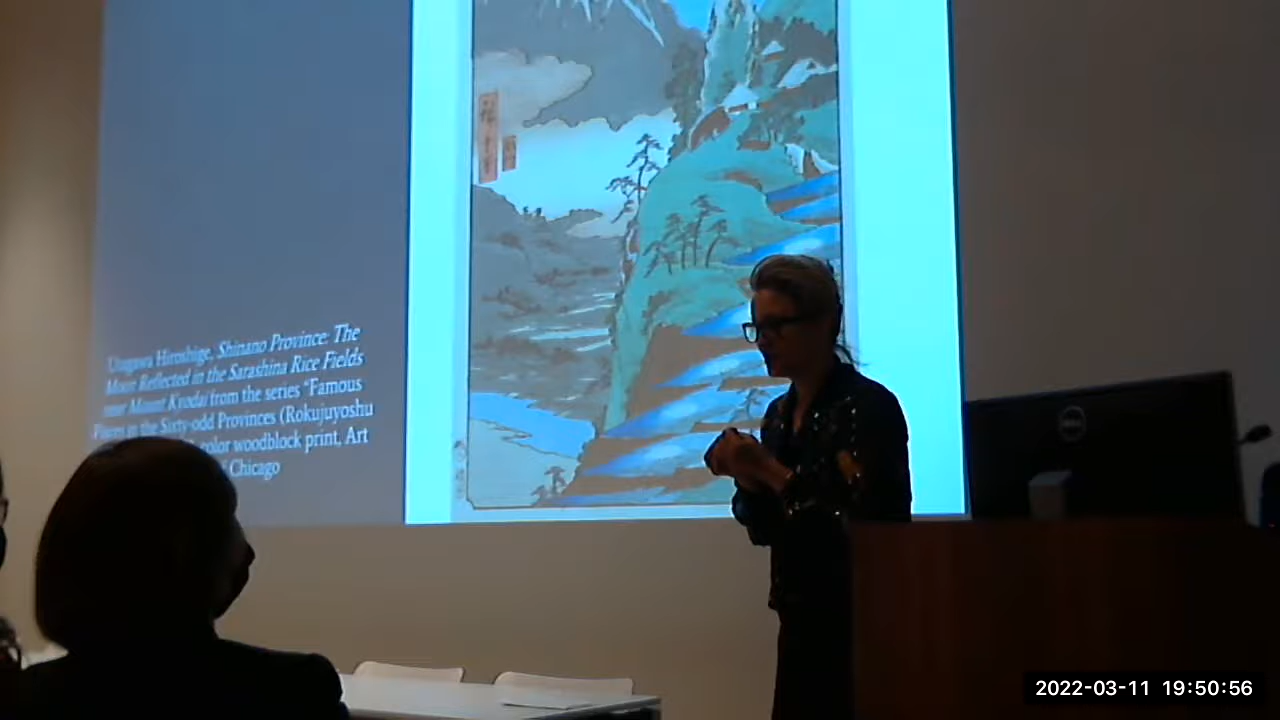 Utagawa Hiroshige, Shinano Province: The
Moon Reflected in the Sarashina Rice Fields
near Mount Kyodai from the series "Famous
Places in the Sixty-odd Provinces (Rokujuyoshu
color woodblock print, Art
of Chicago
DELL
2022-03-11 19:50:56